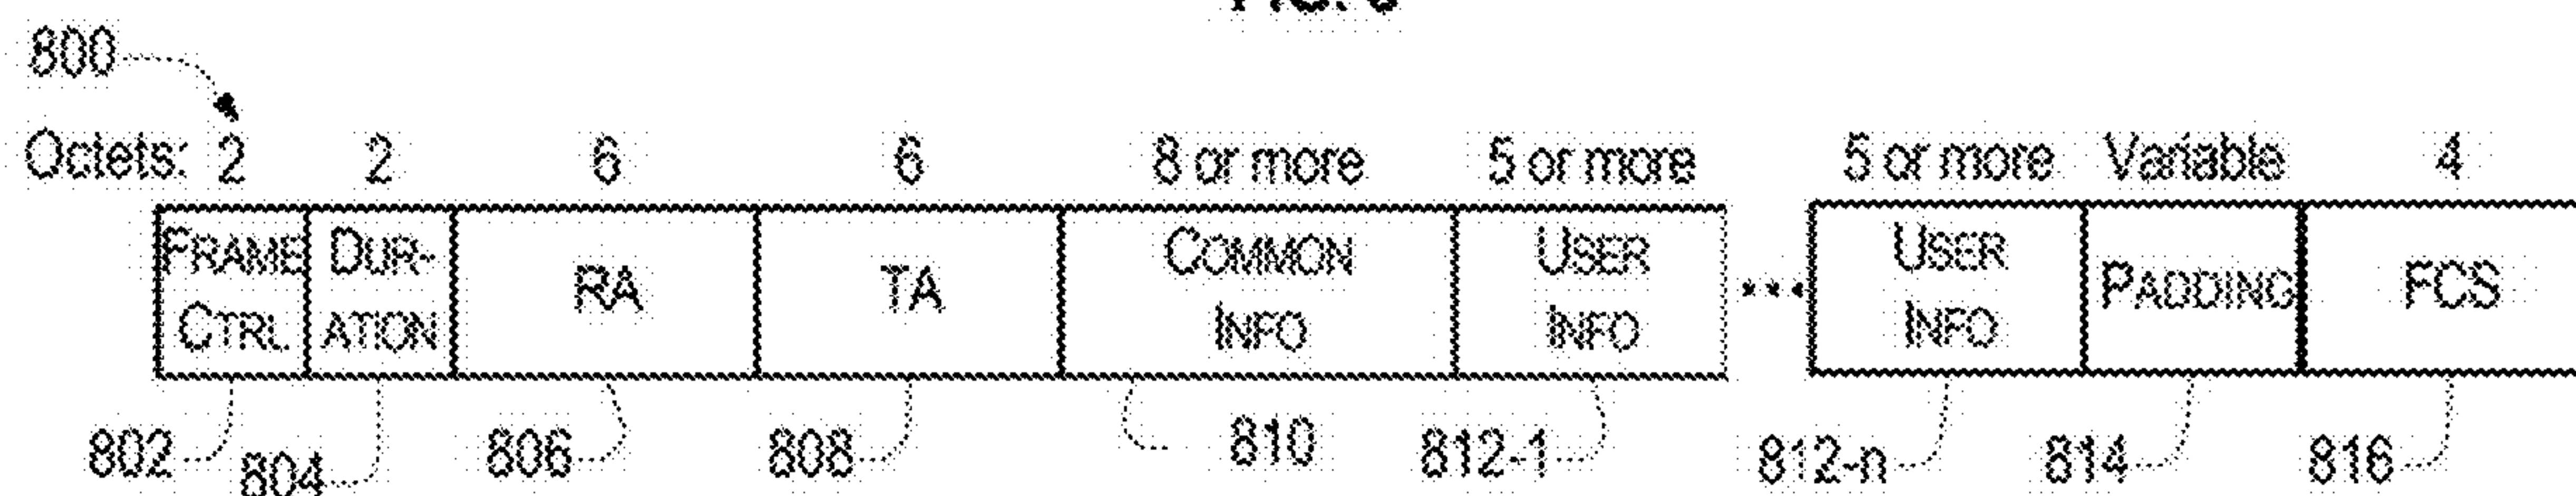 800
Octets: 2 2 6 6 8 or more 5 or more 5 or more Variable 4
FRAME CTRL
DUR-ATION
RA
TA
COMMON INFO
USER INFO
...
USER INFO
PADDING
FCS
802 804 806 808 810 812-1 812-n 814 816